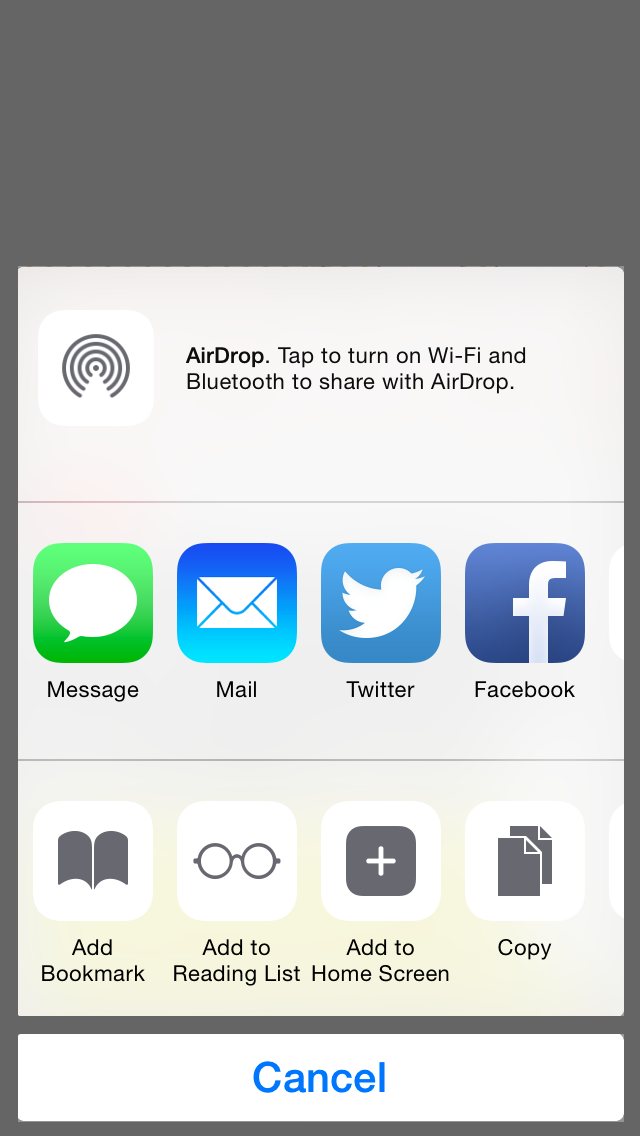 AirDrop. Tap to turn on Wi-Fi and
Bluetooth to share with AirDrop.
Message
Mail
Twitter
Facebook
Add
Bookmark
Add to
Reading List
Add to
Home Screen
Copy
Cancel